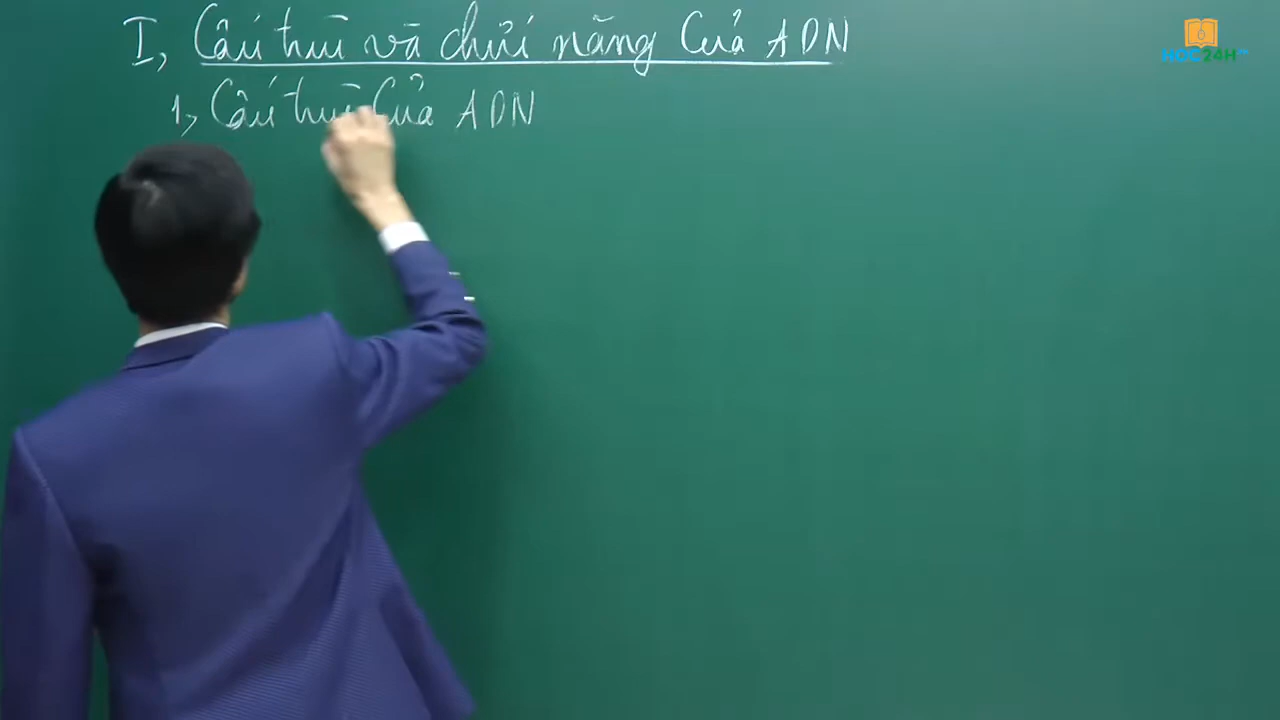 I, Cấu trúc và chức năng Của ADN
1, Cấu trúc Của ADN
HOC24H